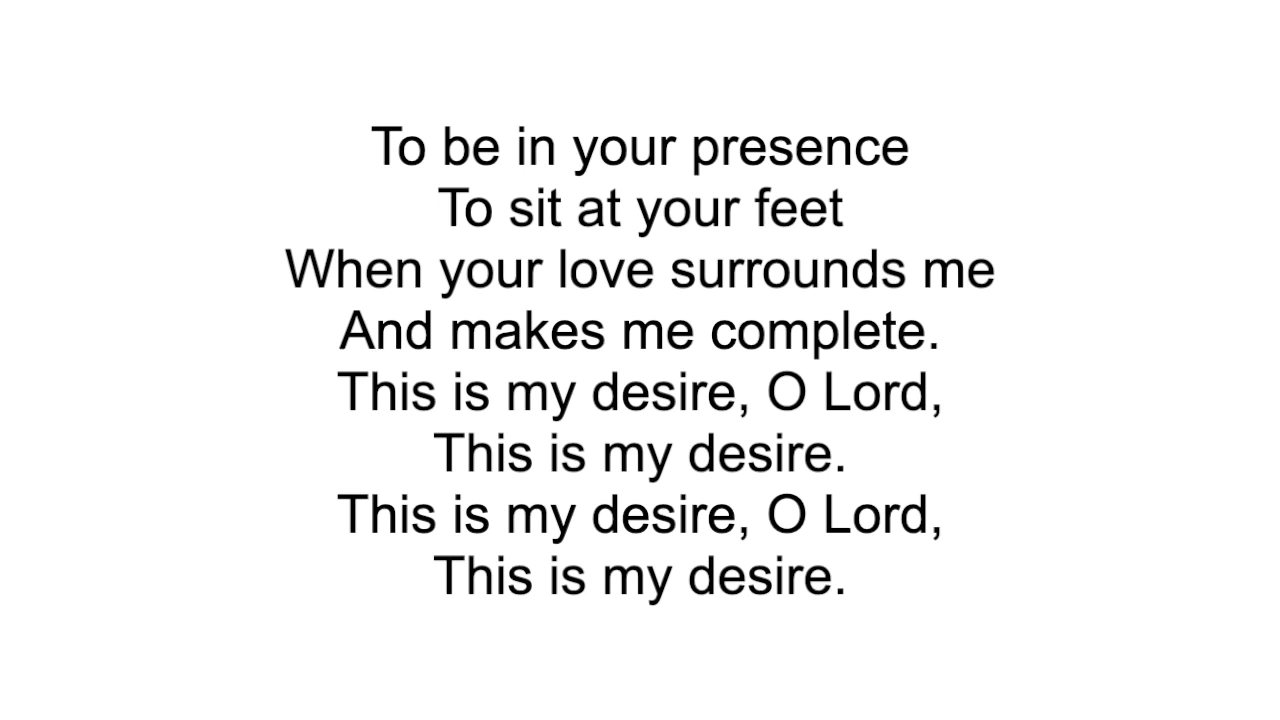 To be in your presence
To sit at your feet
When your love surrounds me
And makes me complete.
This is my desire, O Lord,
This is my desire.
This is my desire, O Lord,
This is my desire.